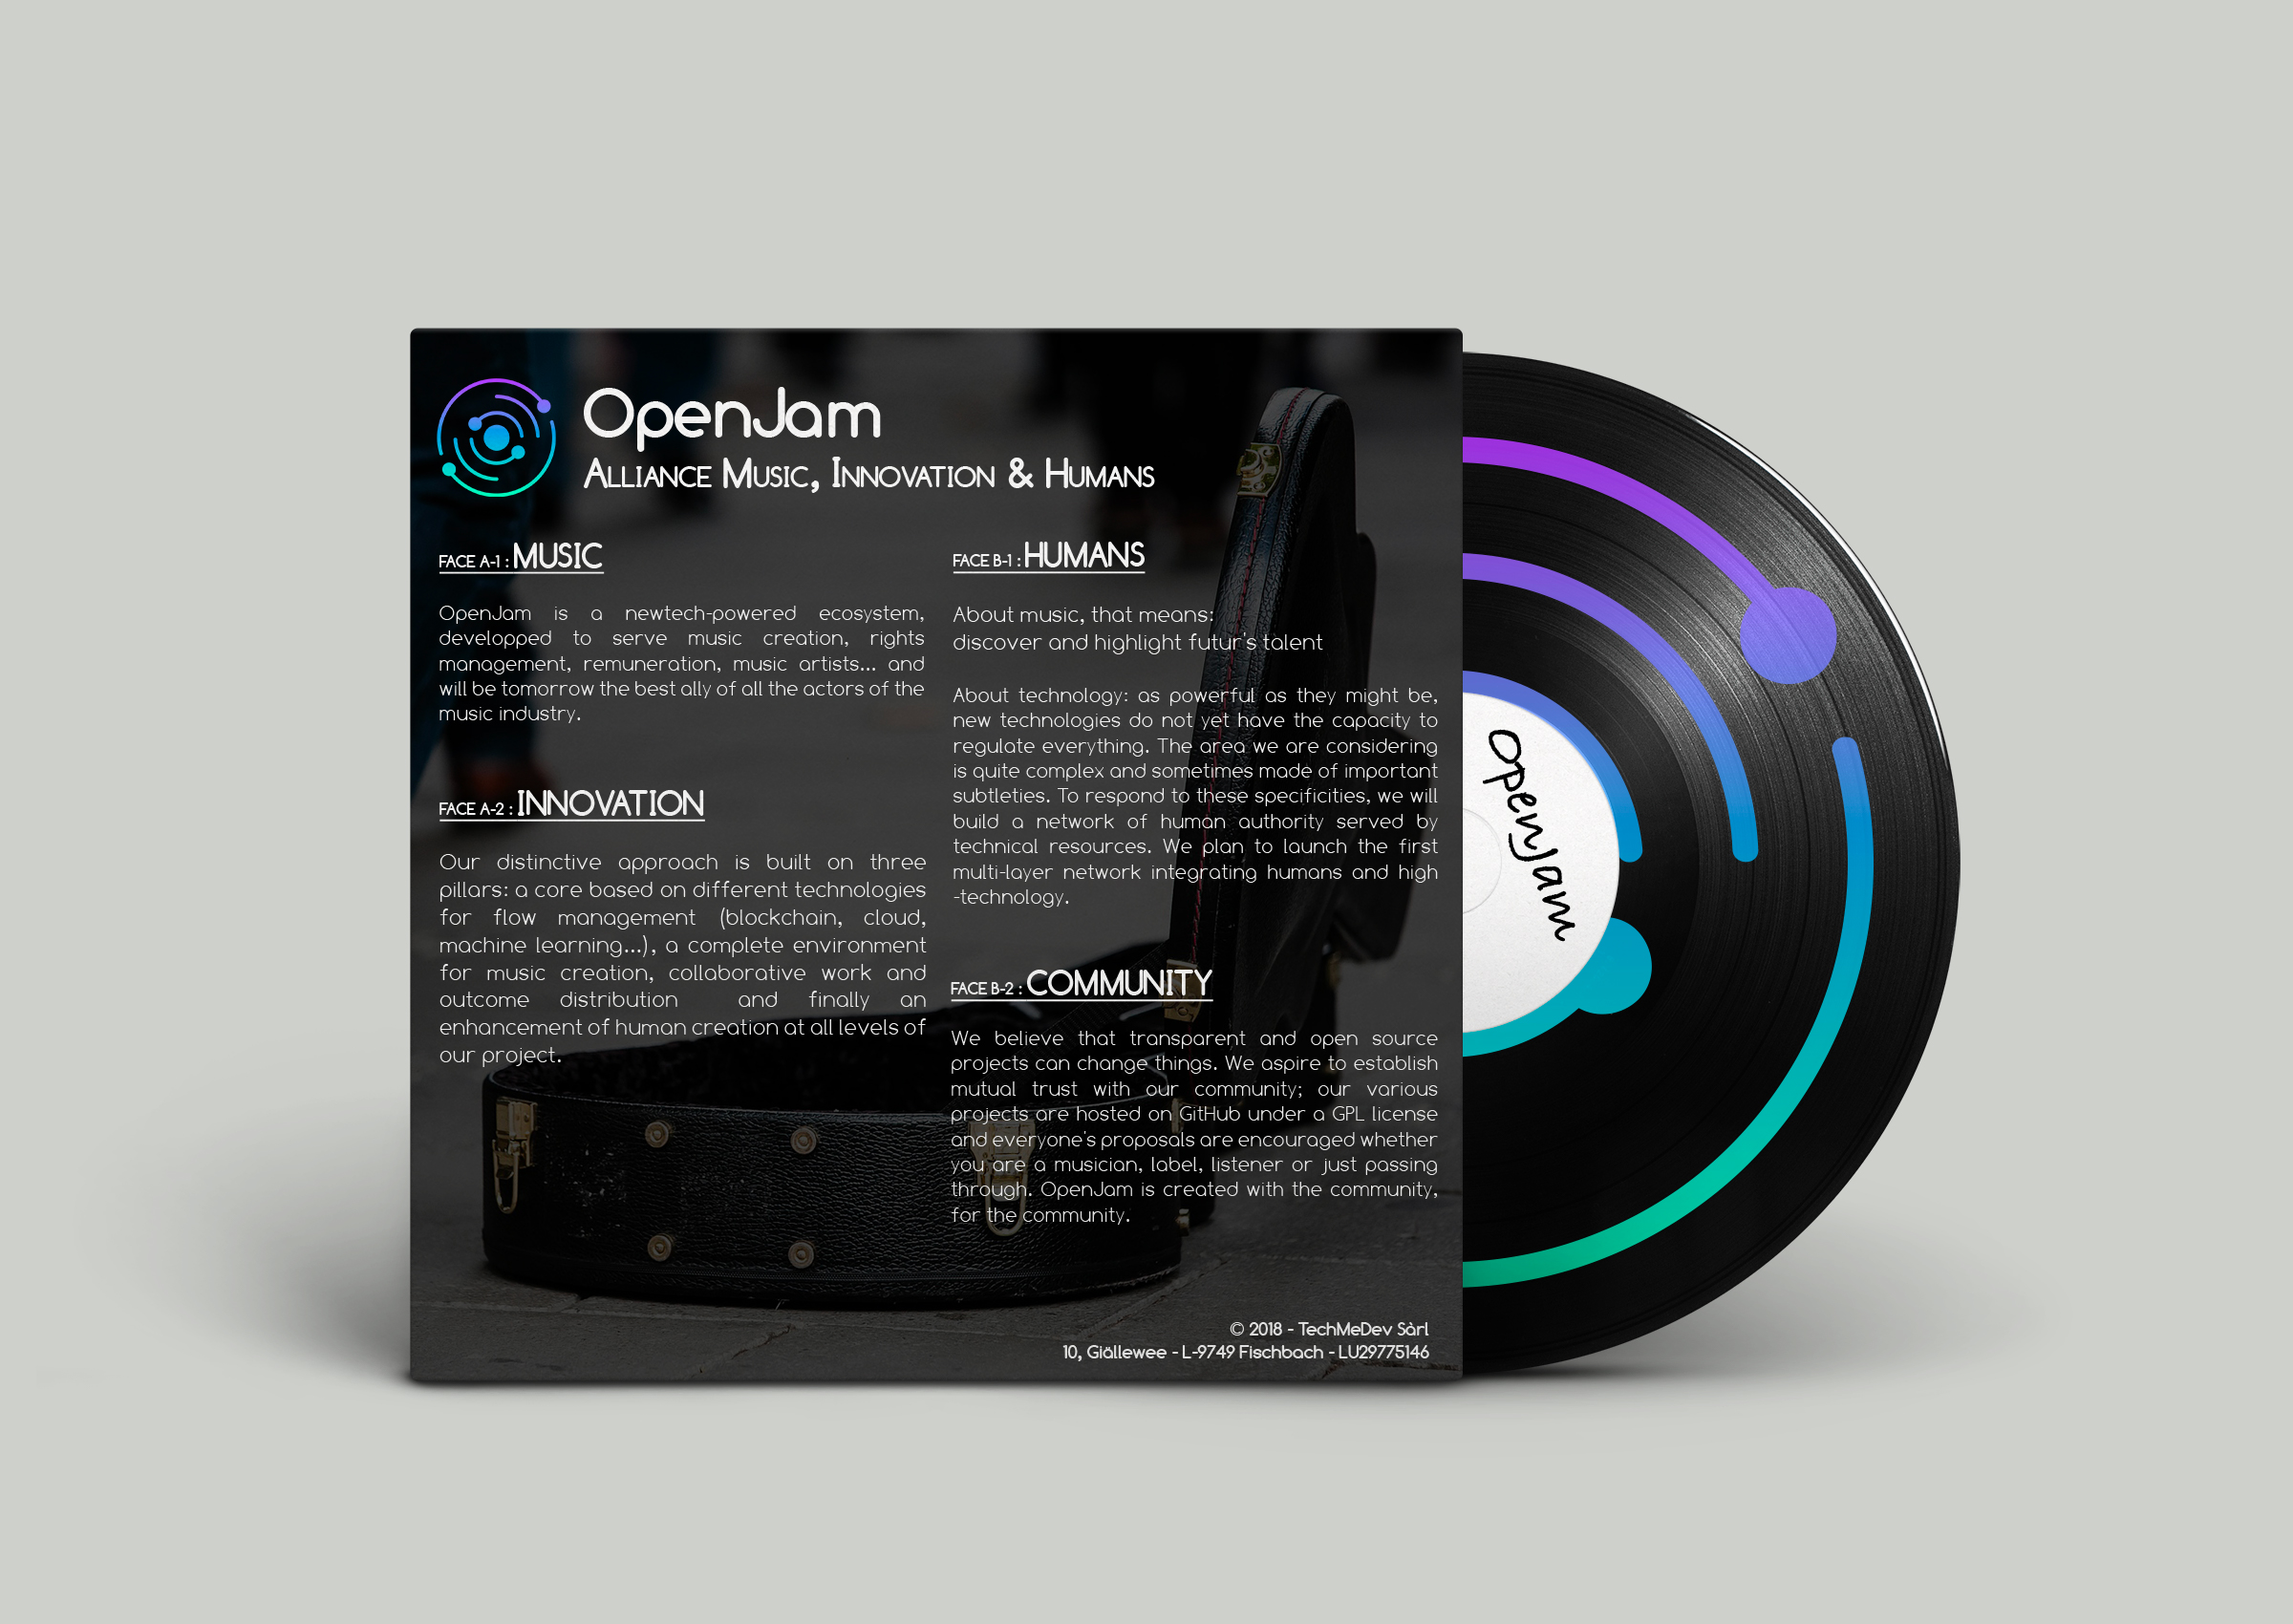 OpenJam
Alliance Music, Innovation & Humans
FACE A-1 : MUSIC
OpenJam is a newtech-powered ecosystem,
developped to serve music creation, rights
management, remuneration, music artists... and
will be tomorrow the best ally of all the actors of the
music industry.
FACE A-2 : INNOVATION
Our distinctive approach is built on three
pillars: a core based on different technologies
for flow management (blockchain, cloud,
machine learning...), a complete environment
for music creation, collaborative work and
outcome distribution and finally an
enhancement of human creation at all levels of
our project.
FACE B-1 : HUMANS
About music, that means:
discover and highlight futur's talent
About technology: as powerful as they might be,
new technologies do not yet have the capacity to
regulate everything. The area we are considering
is quite complex and sometimes made of important
subtleties. To respond to these specificities, we will
build a network of human authority served by
technical resources. We plan to launch the first
multi-layer network integrating humans and high
-technology.
FACE B-2 : COMMUNITY
We believe that transparent and open source
projects can change things. We aspire to establish
mutual trust with our community; our various
projects are hosted on GitHub under a GPL license
and everyone's proposals are encouraged whether
you are a musician, label, listener or just passing
through. OpenJam is created with the community,
for the community.
© 2018 - TechMeDev Sàrl
10, Giällewee - L-9749 Fischbach - LU29775146
OpenJam